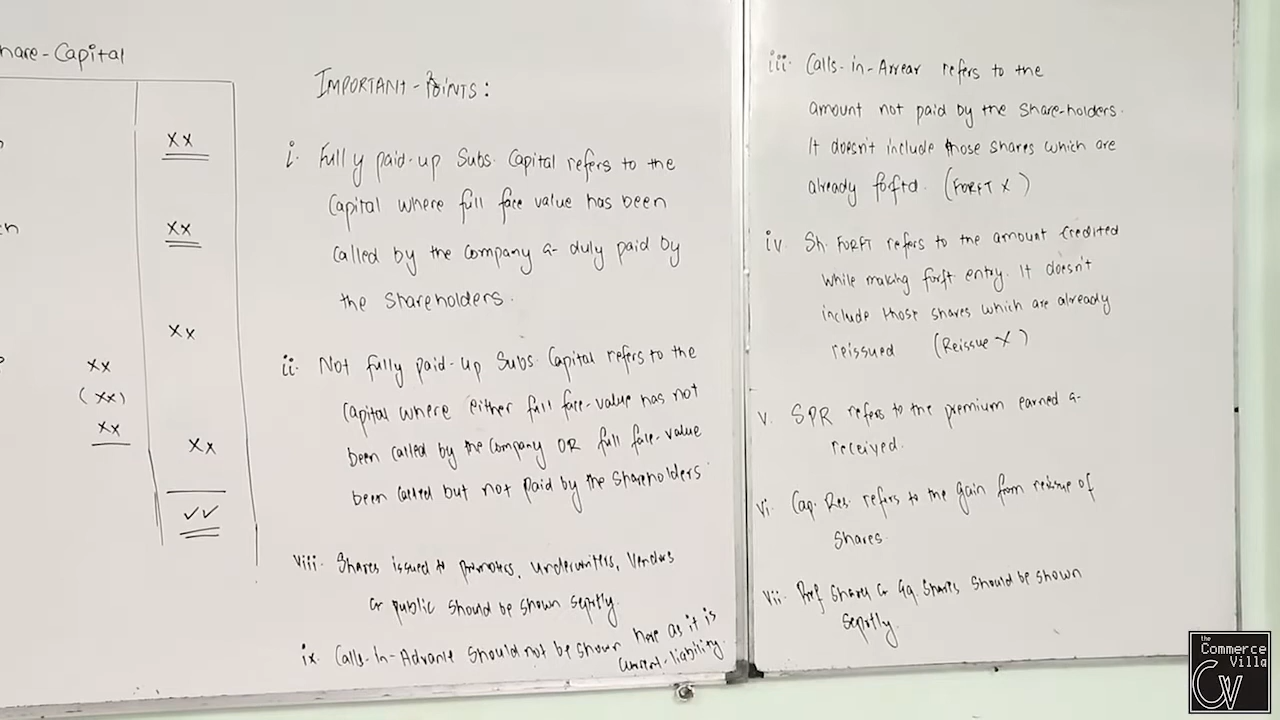 hare-Capital
xx
xx
xx
xx
(xx)
xx
xx
IMPORTANT-POINTS:
i. Fully paid-up Subs. Capital refers to the
Capital where full face value has been
called by the company & duly paid by
the Shareholders.
ii. Not fully paid-up Subs. Capital refers to the
Capital where either full face-value has not
been called by the Company OR full face-value
been called but not paid by the Shareholders
viii. Shares issued to promoters, underwriters, Vendors
or public should be shown seprtly.
ix. Calls-In-Advance should not be shown here as it is
current-liability.
iii. Calls-in-Arrear refers to the
amount not paid by the share-holders.
It doesn't include those shares which are
already forftd. (FORFT X)
iv. Sh. FORFT refers to the amount credited
while making forft entry. It doesn't
include those shares which are already
reissued (Reissue X)
v. SPR refers to the premium earned &
received.
vi. Cap. Res. refers to the gain from reissue of
shares.
vii. Pref shares & Eq. Shares should be shown
seprtly.
the
Commerce
Villa
CV